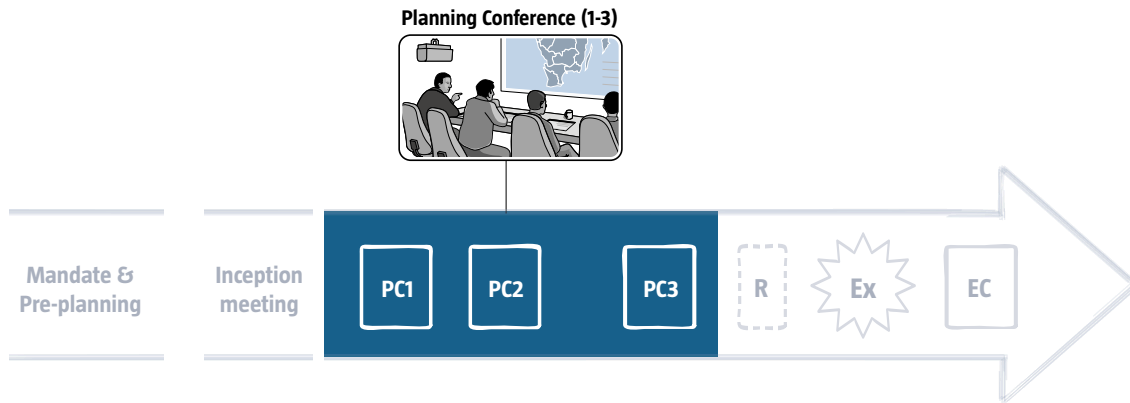 Planning Conference (1-3)
Mandate &
Pre-planning
Inception
meeting
PC1
PC2
PC3
R
Ex
EC